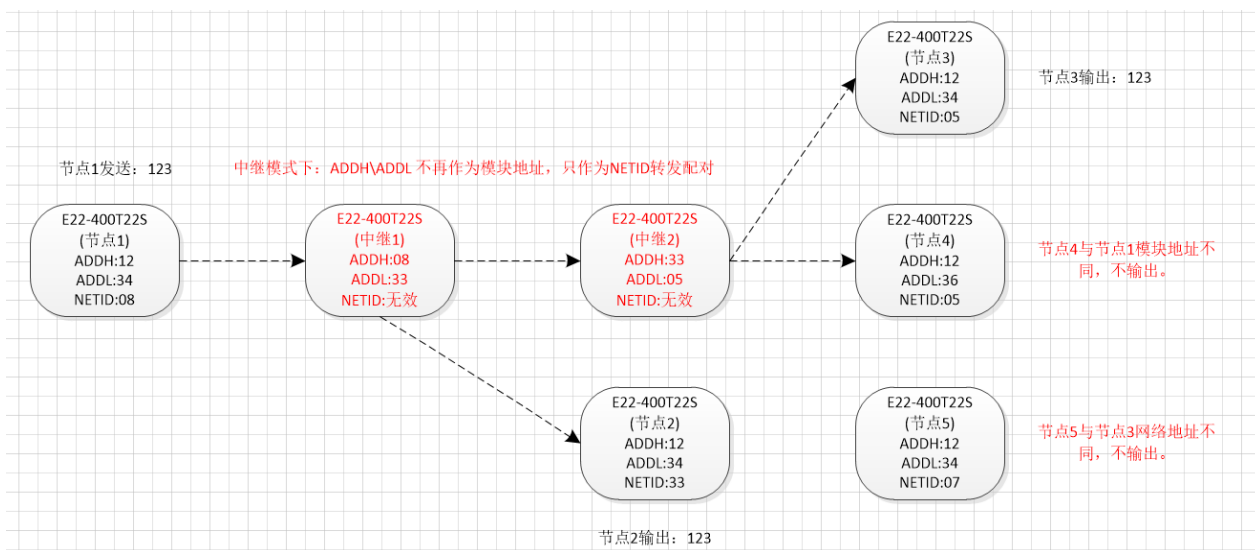 E22-400T22S
(节点3)
ADDH:12
ADDL:34
NETID:05
节点3输出：123
节点1发送：123
中继模式下：ADDH\ADDL 不再作为模块地址，只作为NETID转发配对
E22-400T22S
(节点1)
ADDH:12
ADDL:34
NETID:08
E22-400T22S
(中继1)
ADDH:08
ADDL:33
NETID:无效
E22-400T22S
(中继2)
ADDH:33
ADDL:05
NETID:无效
E22-400T22S
(节点4)
ADDH:12
ADDL:36
NETID:05
节点4与节点1模块地址不
同，不输出。
E22-400T22S
(节点2)
ADDH:12
ADDL:34
NETID:33
E22-400T22S
(节点5)
ADDH:12
ADDL:34
NETID:07
节点5与节点3网络地址不
同，不输出。
节点2输出：123